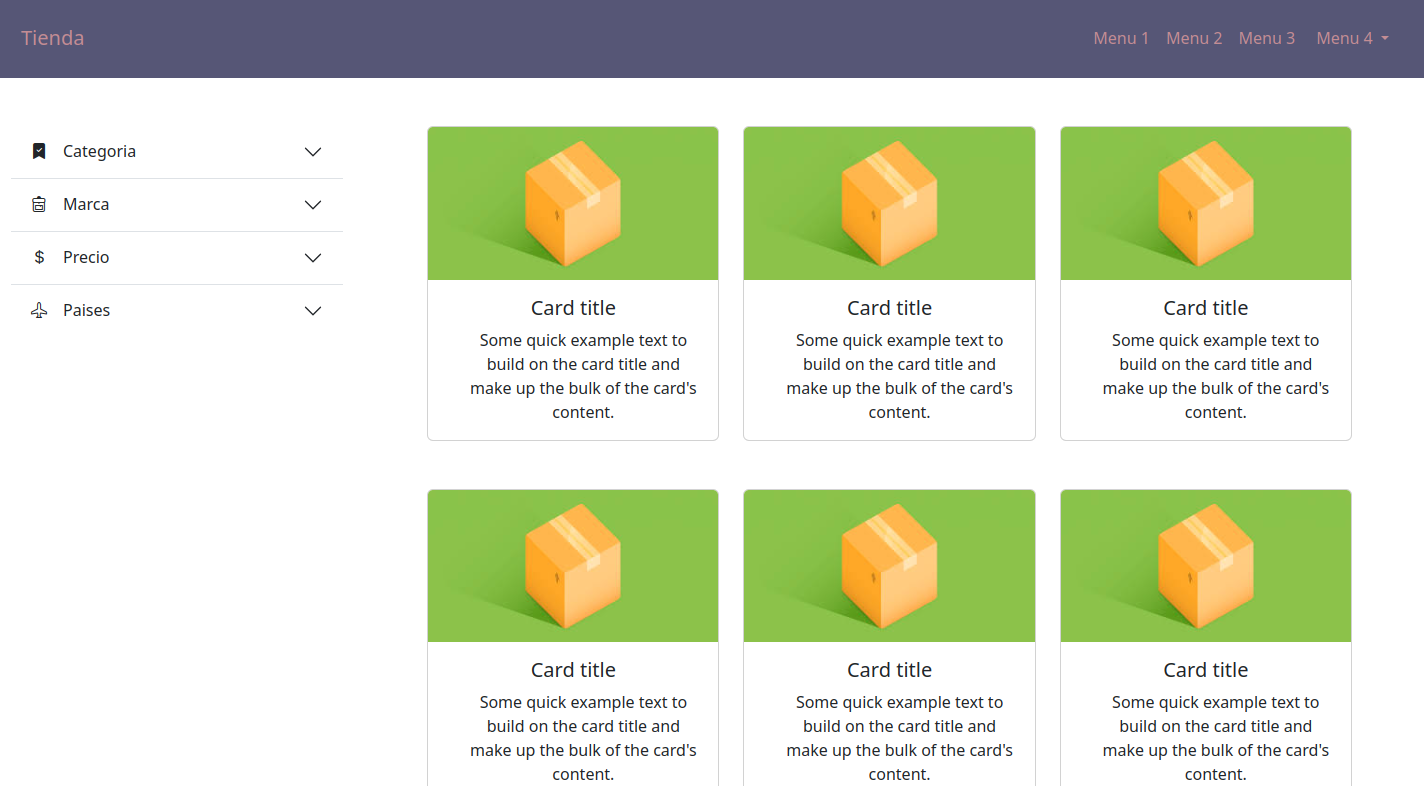 Tienda
Menu 1 Menu 2 Menu 3 Menu 4
Categoria
Marca
$ Precio
Paises
Card title
Some quick example text to
build on the card title and
make up the bulk of the card's
content.
Card title
Some quick example text to
build on the card title and
make up the bulk of the card's
content.
Card title
Some quick example text to
build on the card title and
make up the bulk of the card's
content.
Card title
Some quick example text to
build on the card title and
make up the bulk of the card's
content.
Card title
Some quick example text to
build on the card title and
make up the bulk of the card's
content.
Card title
Some quick example text to
build on the card title and
make up the bulk of the card's
content.